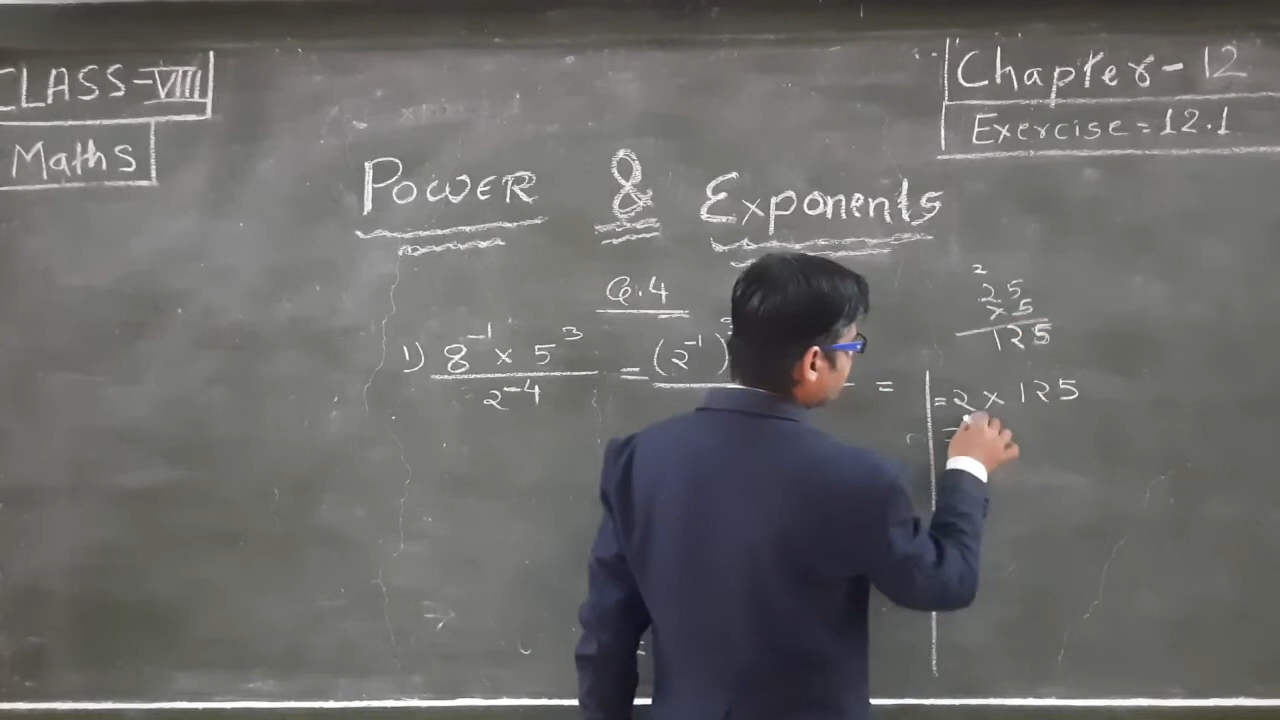 CLASS-VIII
Maths
Chapter-12
Exercise=12.1
POWER & Exponents
Q.4
1) 8⁻¹ × 5³ / 2⁻⁴ = (2⁻¹) =
2
25
×5
125
=2 × 125
=